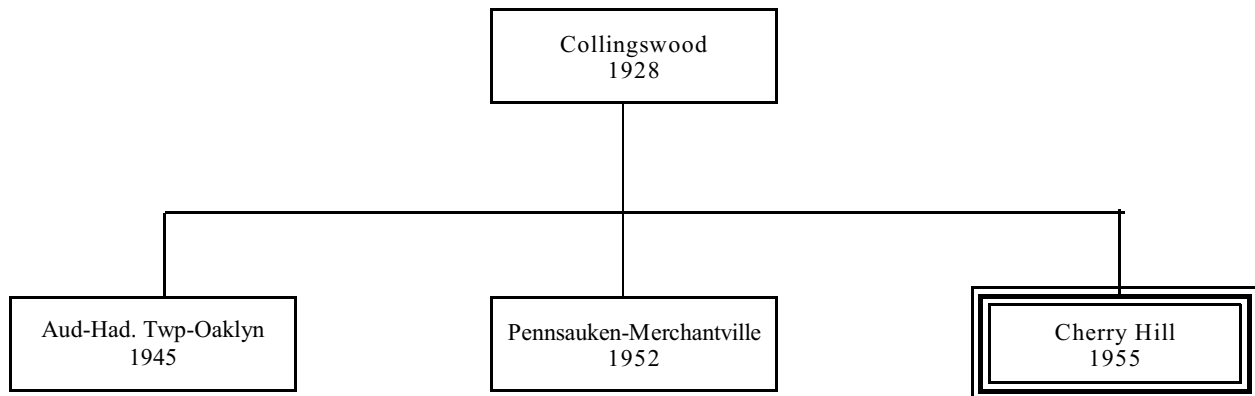 Collingswood
1928
Aud-Had. Twp-Oaklyn
1945
Pennsauken-Merchantville
1952
Cherry Hill
1955